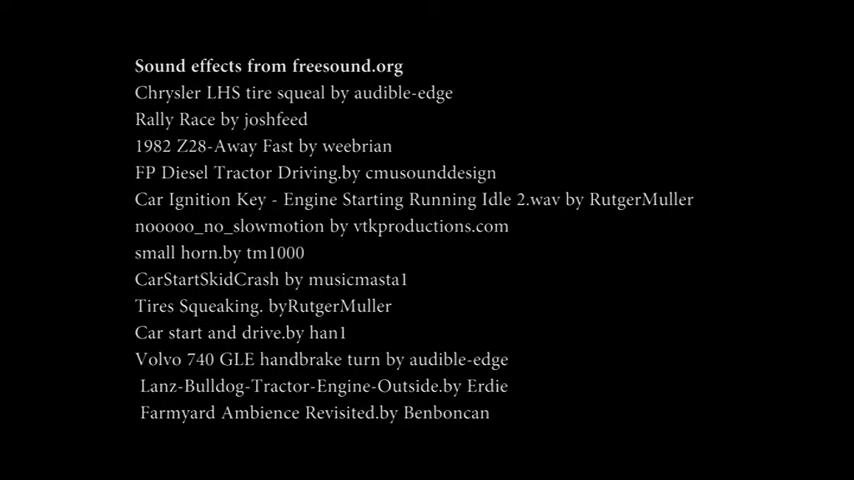 Sound effects from freesound.org
Chrysler LHS tire squeal by audible-edge
Rally Race by joshfeed
1982 Z28-Away Fast by weebrian
FP Diesel Tractor Driving.by cmusounddesign
Car Ignition Key - Engine Starting Running Idle 2.wav by RutgerMuller
nooooo_no_slowmotion by vtkproductions.com
small horn.by tm1000
CarStartSkidCrash by musicmasta1
Tires Squeaking. byRutgerMuller
Car start and drive.by han1
Volvo 740 GLE handbrake turn by audible-edge
Lanz-Bulldog-Tractor-Engine-Outside.by Erdie
Farmyard Ambience Revisited.by Benboncan